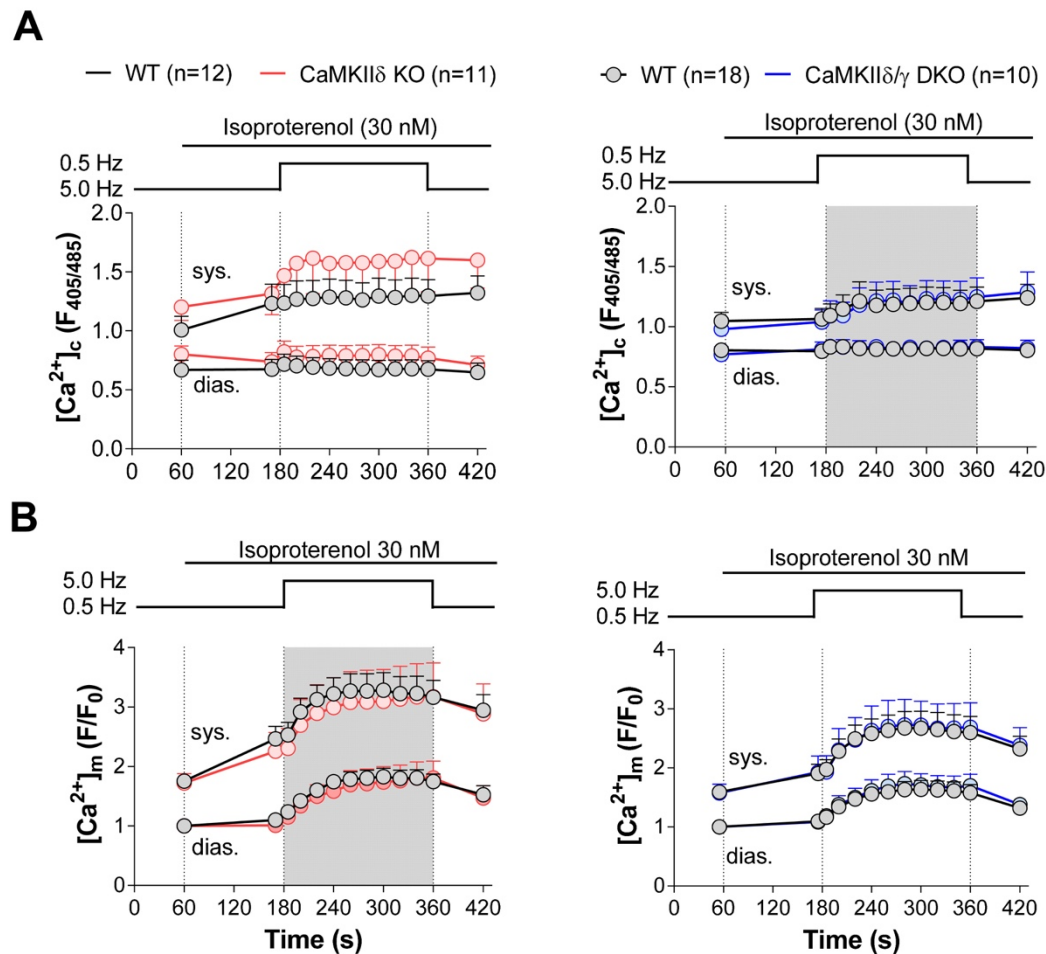 A
WT (n=12) CaMKIIδ KO (n=11)
Isoproterenol (30 nM)
0.5 Hz
5.0 Hz
2.0
1.5
1.0
0.5
0.0
[Ca²⁺]c (F405/485)
sys.
dias.
0 60 120 180 240 300 360 420
WT (n=18) CaMKIIδ/γ DKO (n=10)
Isoproterenol (30 nM)
0.5 Hz
5.0 Hz
2.0
1.5
1.0
0.5
0.0
[Ca²⁺]c (F405/485)
sys.
dias.
0 60 120 180 240 300 360 420
B
Isoproterenol 30 nM
5.0 Hz
0.5 Hz
4
3
2
1
0
[Ca²⁺]m (F/F0)
sys.
dias.
0 60 120 180 240 300 360 420
Time (s)
Isoproterenol 30 nM
5.0 Hz
0.5 Hz
4
3
2
1
0
[Ca²⁺]m (F/F0)
sys.
dias.
0 60 120 180 240 300 360 420
Time (s)